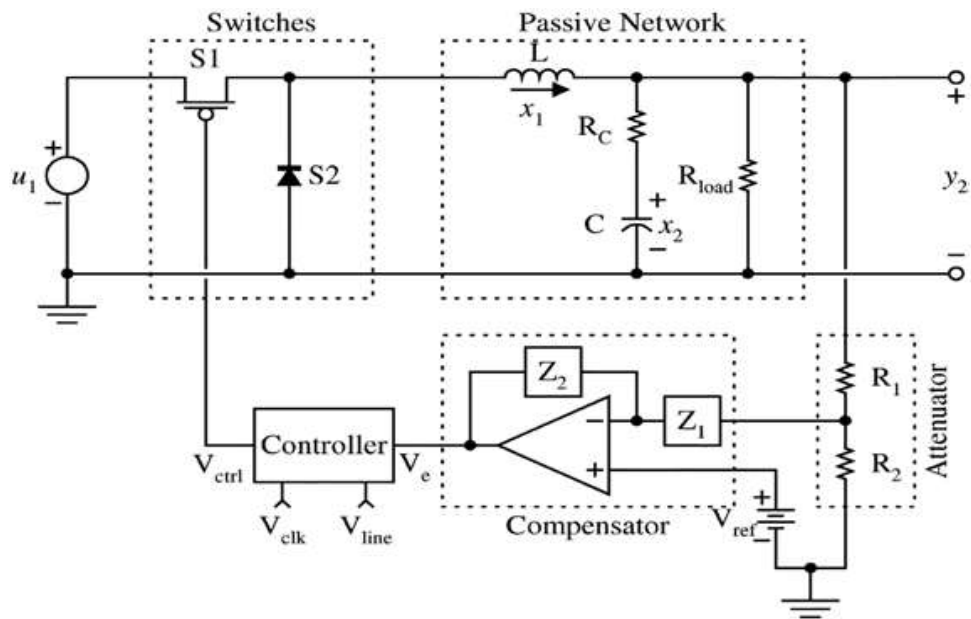 Switches
Passive Network
S1
L
x1
RC
+
u1
-
S2
Rload
+
C
x2
-
+
y2
-
Z2
Z1
R1
R2
Attenuator
Controller
Vctrl
Ve
Vclk
Vline
-
+
Compensator
Vref
+
-